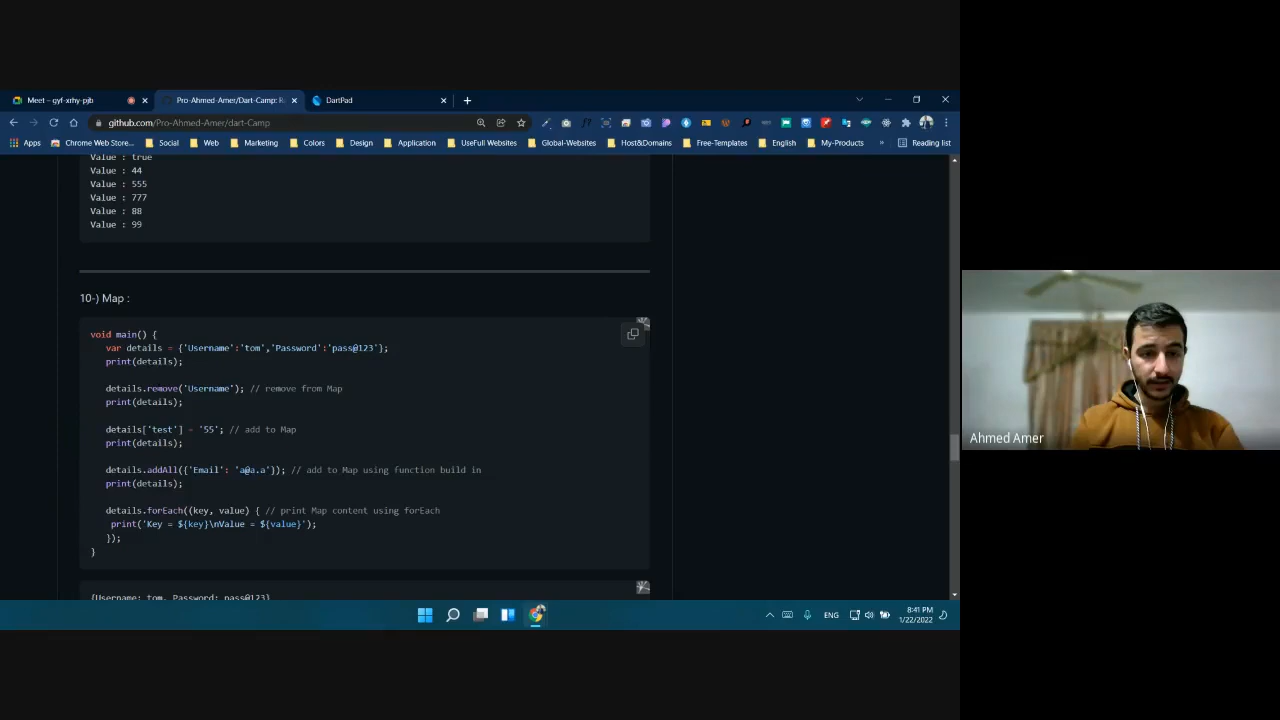 Meet – gyf-xrhy-pjb
Pro-Ahmed-Amer/Dart-Camp: R
DartPad
github.com/Pro-Ahmed-Amer/dart-Camp
Apps
Chrome Web Store...
Social
Web
Marketing
Colors
Design
Application
UseFull Websites
Global-Websites
Host&Domains
Free-Templates
English
My-Products
»
Reading list
Value : true
Value : 44
Value : 555
Value : 777
Value : 88
Value : 99
10-) Map :
void main() {
var details = {'Username':'tom','Password':'pass@123'};
print(details);
details.remove('Username'); // remove from Map
print(details);
details['test'] = '55'; // add to Map
print(details);
details.addAll({'Email': 'a@a.a'}); // add to Map using function build in
print(details);
details.forEach((key, value) { // print Map content using forEach
print('Key = ${key}\nValue = ${value}');
});
}
{Username: tom, Password: pass@123}
Ahmed Amer
ENG
8:41 PM
1/22/2022